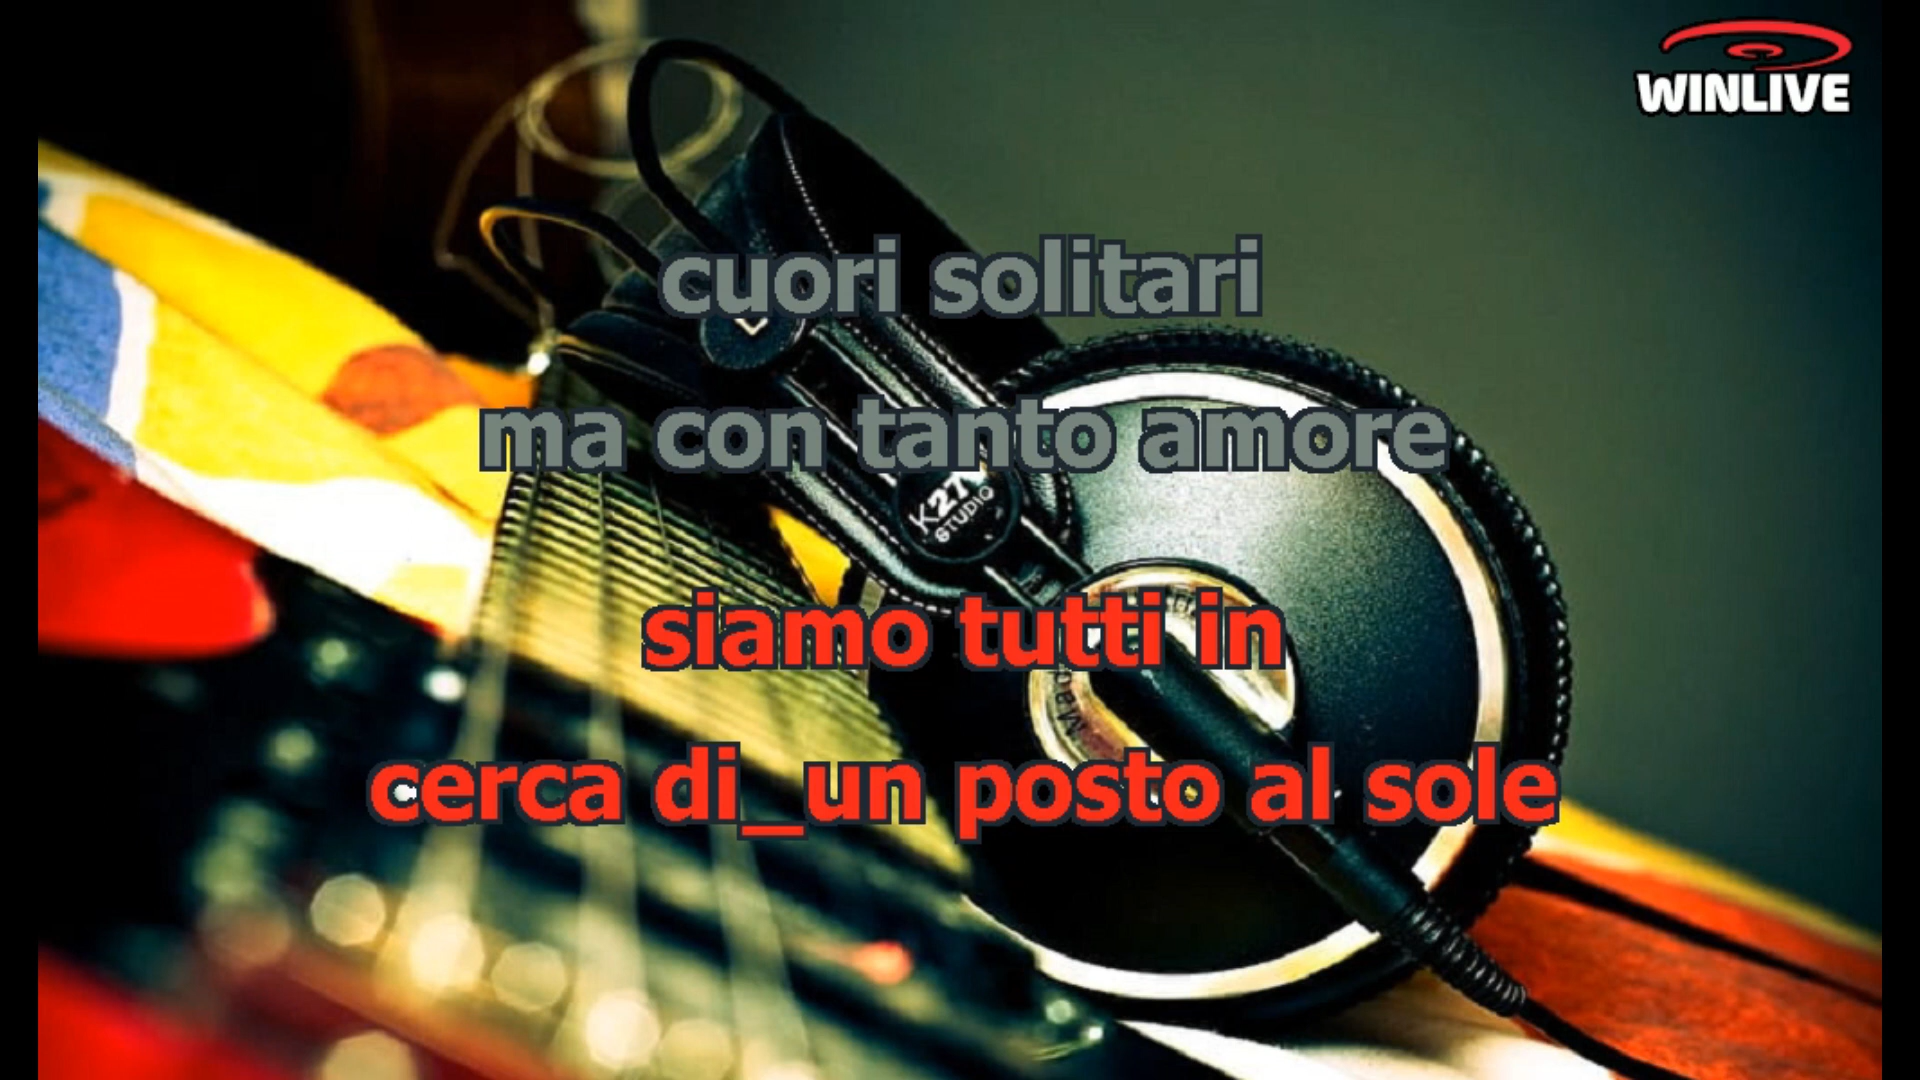 WINLIVE
cuori solitari
ma con tanto amore
K27
STUDIO
siamo tutti in
cerca di_un posto al sole